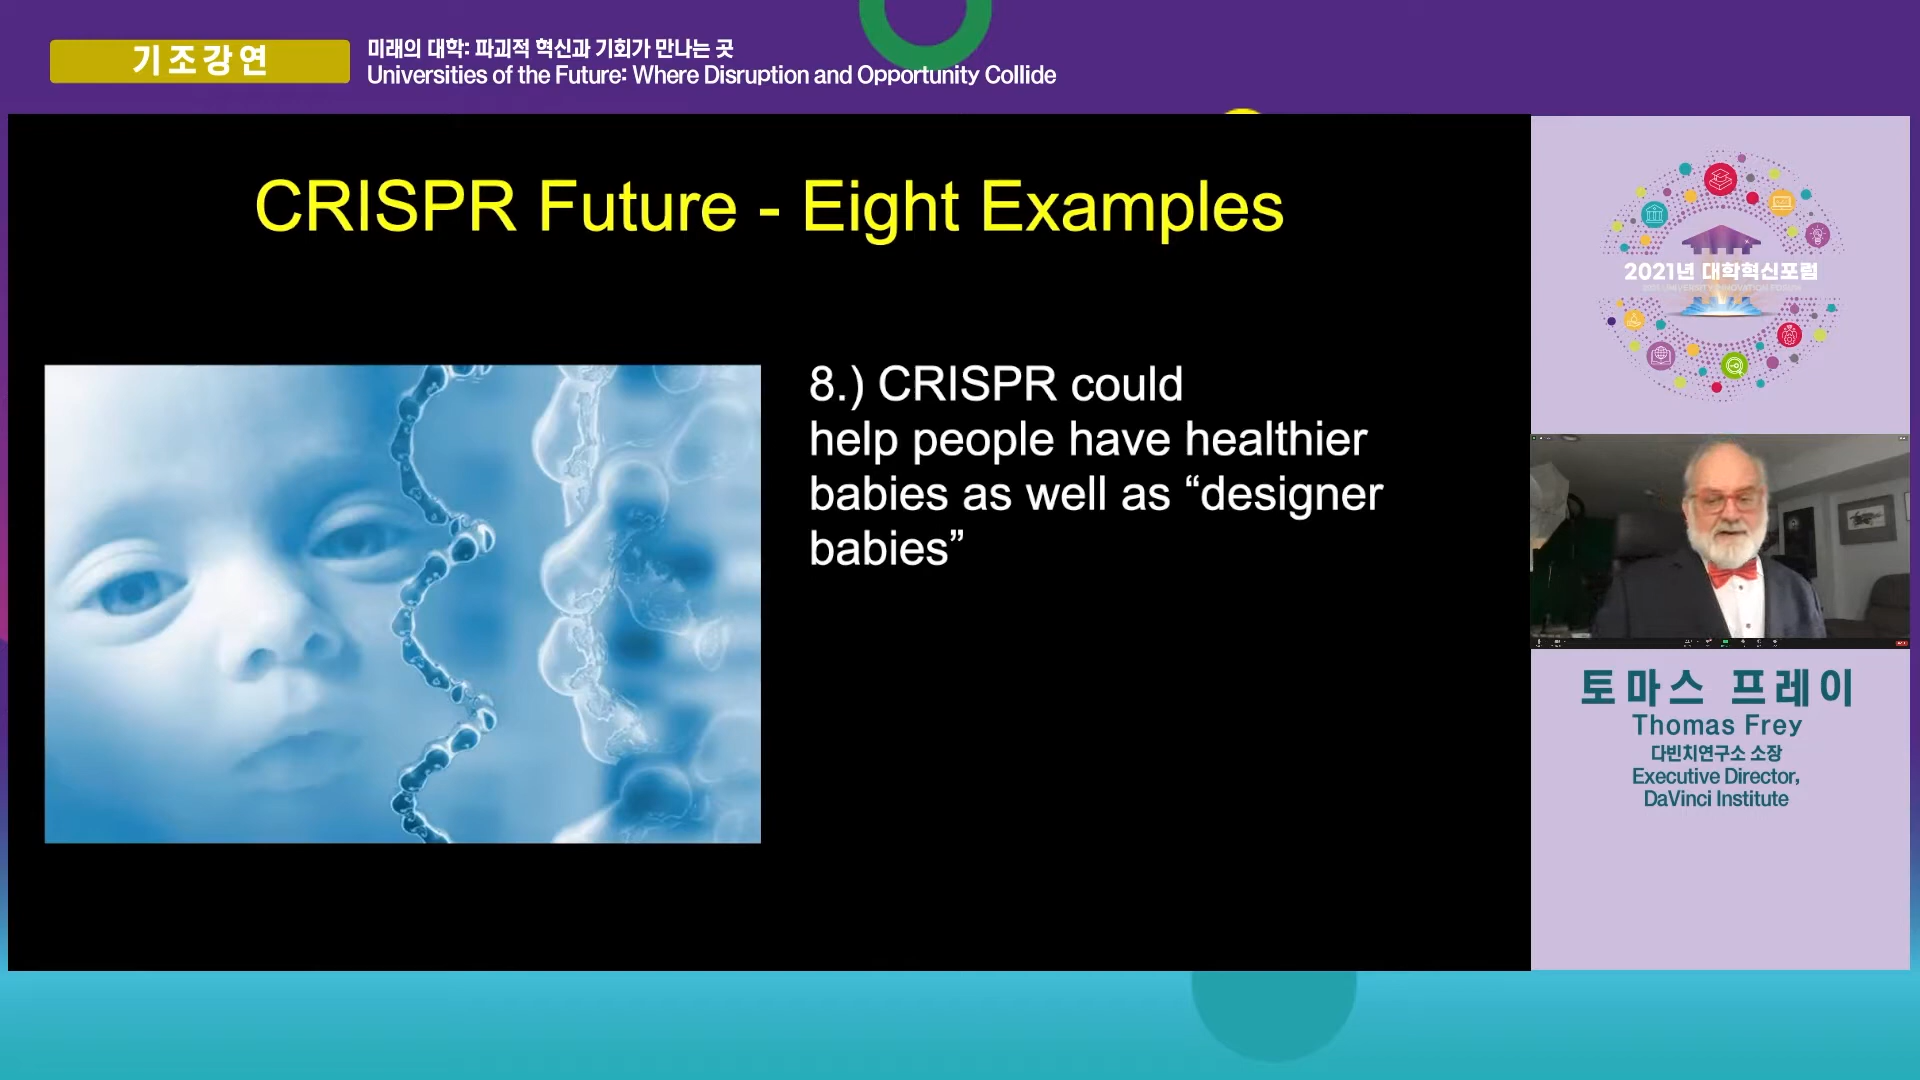 기조강연
미래의 대학: 파괴적 혁신과 기회가 만나는 곳
Universities of the Future: Where Disruption and Opportunity Collide
CRISPR Future - Eight Examples
8.) CRISPR could
help people have healthier
babies as well as “designer
babies”
2021년 대학혁신포럼
2021 UNIVERSITY INNOVATION FORUM
토마스 프레이
Thomas Frey
다빈치연구소 소장
Executive Director,
DaVinci Institute